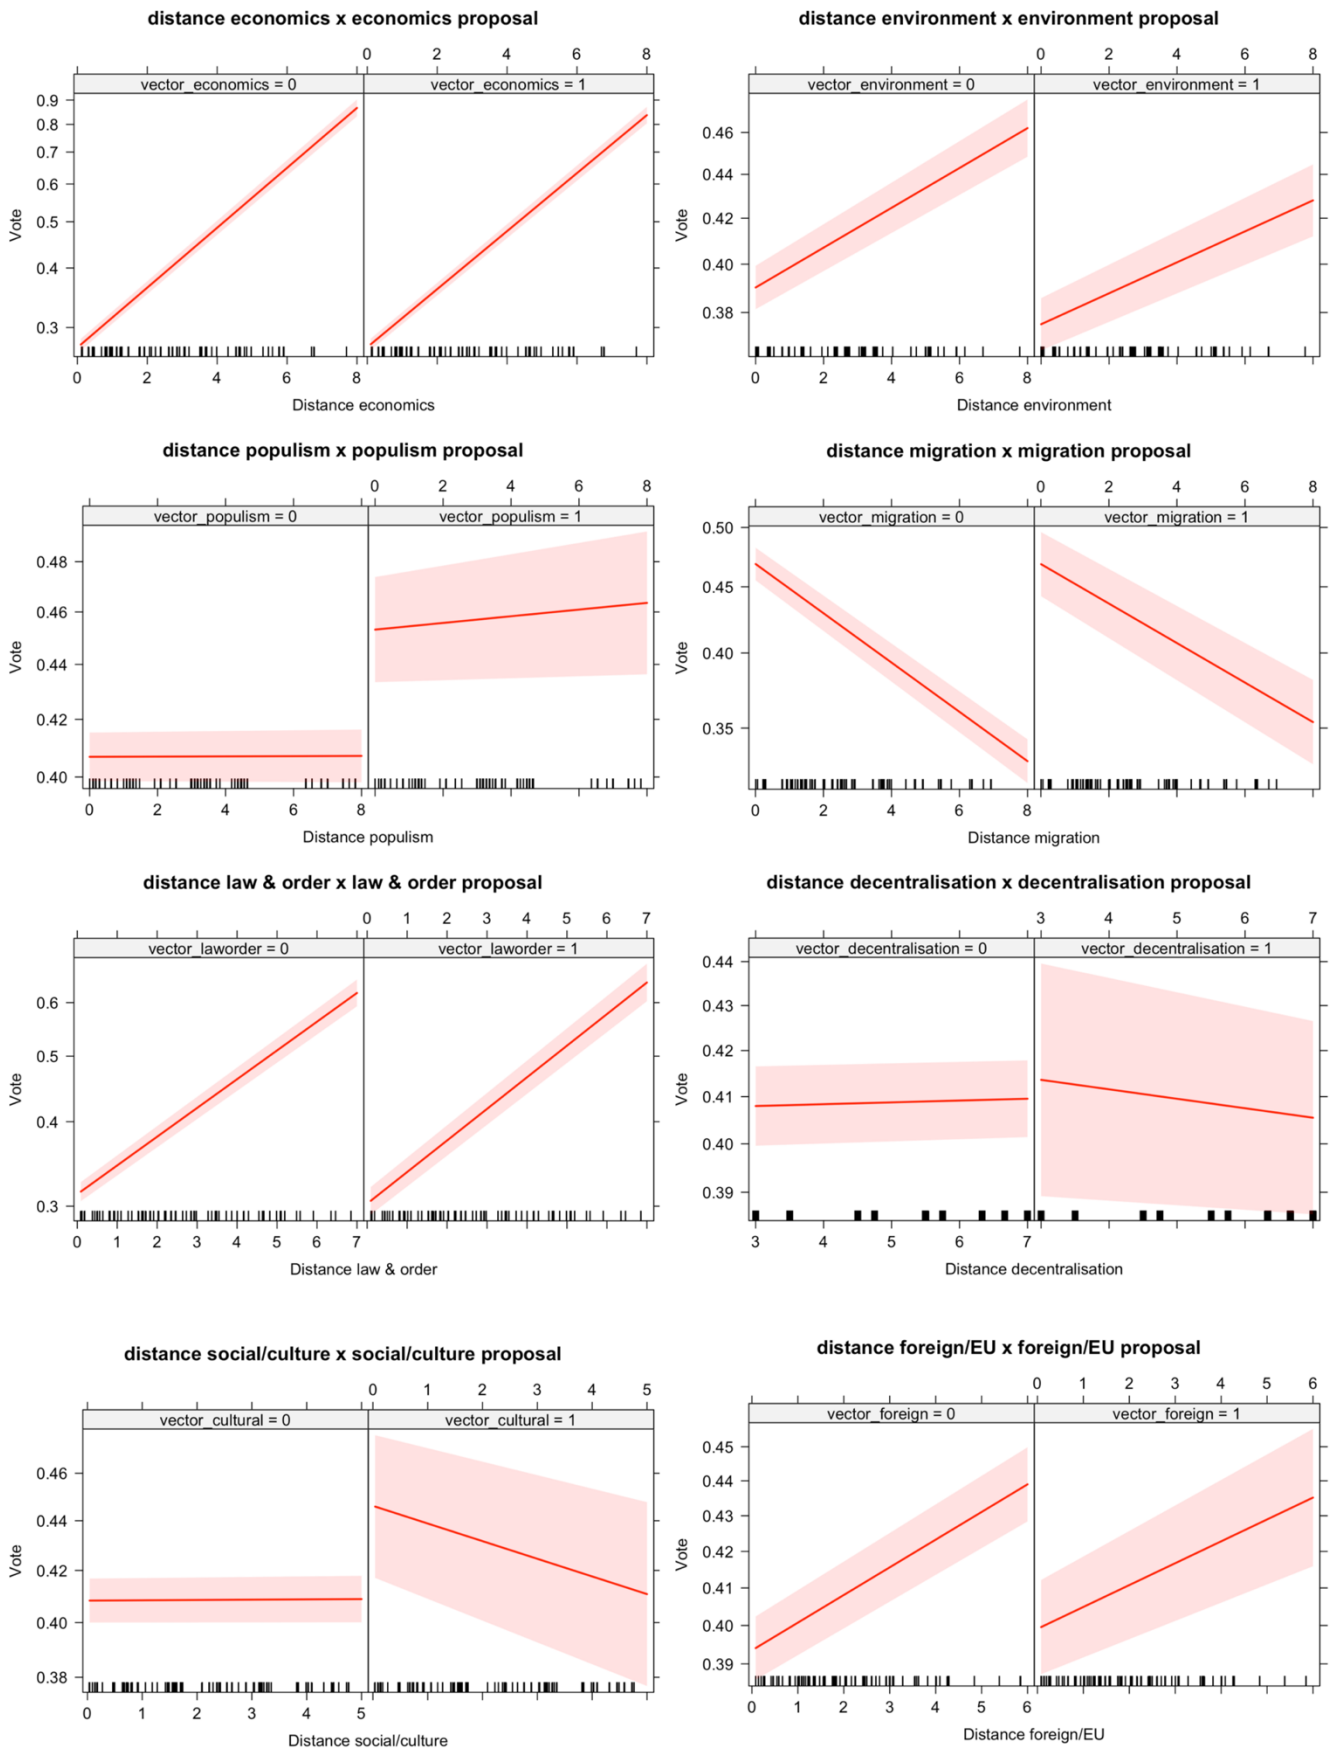 distance economics x economics proposal
0 2 4 6 8
vector_economics = 0 vector_economics = 1
0.9
0.8
0.7
0.6
0.5
0.4
0.3
Vote
0 2 4 6 8
Distance economics
distance environment x environment proposal
0 2 4 6 8
vector_environment = 0 vector_environment = 1
0.46
0.44
0.42
0.40
0.38
Vote
0 2 4 6 8
Distance environment
distance populism x populism proposal
0 2 4 6 8
vector_populism = 0 vector_populism = 1
0.48
0.46
0.44
0.42
0.40
Vote
0 2 4 6 8
Distance populism
distance migration x migration proposal
0 2 4 6 8
vector_migration = 0 vector_migration = 1
0.50
0.45
0.40
0.35
Vote
0 2 4 6 8
Distance migration
distance law & order x law & order proposal
0 1 2 3 4 5 6 7
vector_laworder = 0 vector_laworder = 1
0.6
0.5
0.4
0.3
Vote
0 1 2 3 4 5 6 7
Distance law & order
distance decentralisation x decentralisation proposal
3 4 5 6 7
vector_decentralisation = 0 vector_decentralisation = 1
0.44
0.43
0.42
0.41
0.40
0.39
Vote
3 4 5 6 7
Distance decentralisation
distance social/culture x social/culture proposal
0 1 2 3 4 5
vector_cultural = 0 vector_cultural = 1
0.46
0.44
0.42
0.40
0.38
Vote
0 1 2 3 4 5
Distance social/culture
distance foreign/EU x foreign/EU proposal
0 1 2 3 4 5 6
vector_foreign = 0 vector_foreign = 1
0.45
0.44
0.43
0.42
0.41
0.40
0.39
Vote
0 1 2 3 4 5 6
Distance foreign/EU